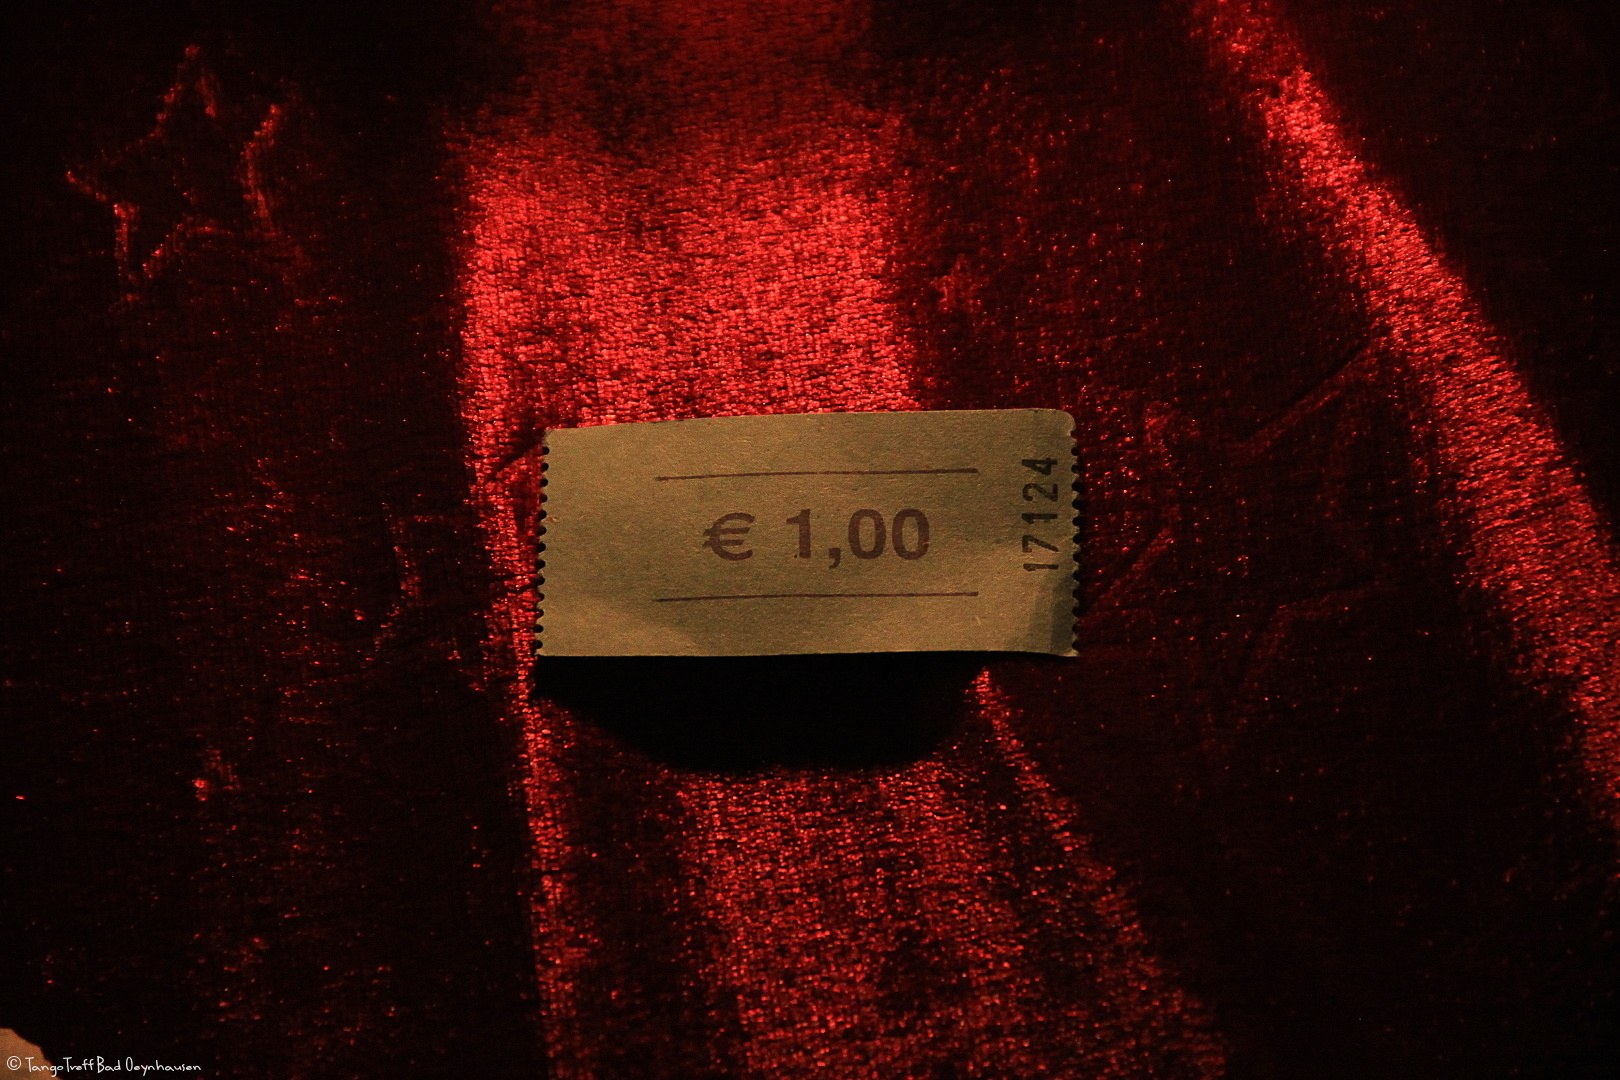 € 1,00
17124
© TangoTreff Bad Oeynhausen